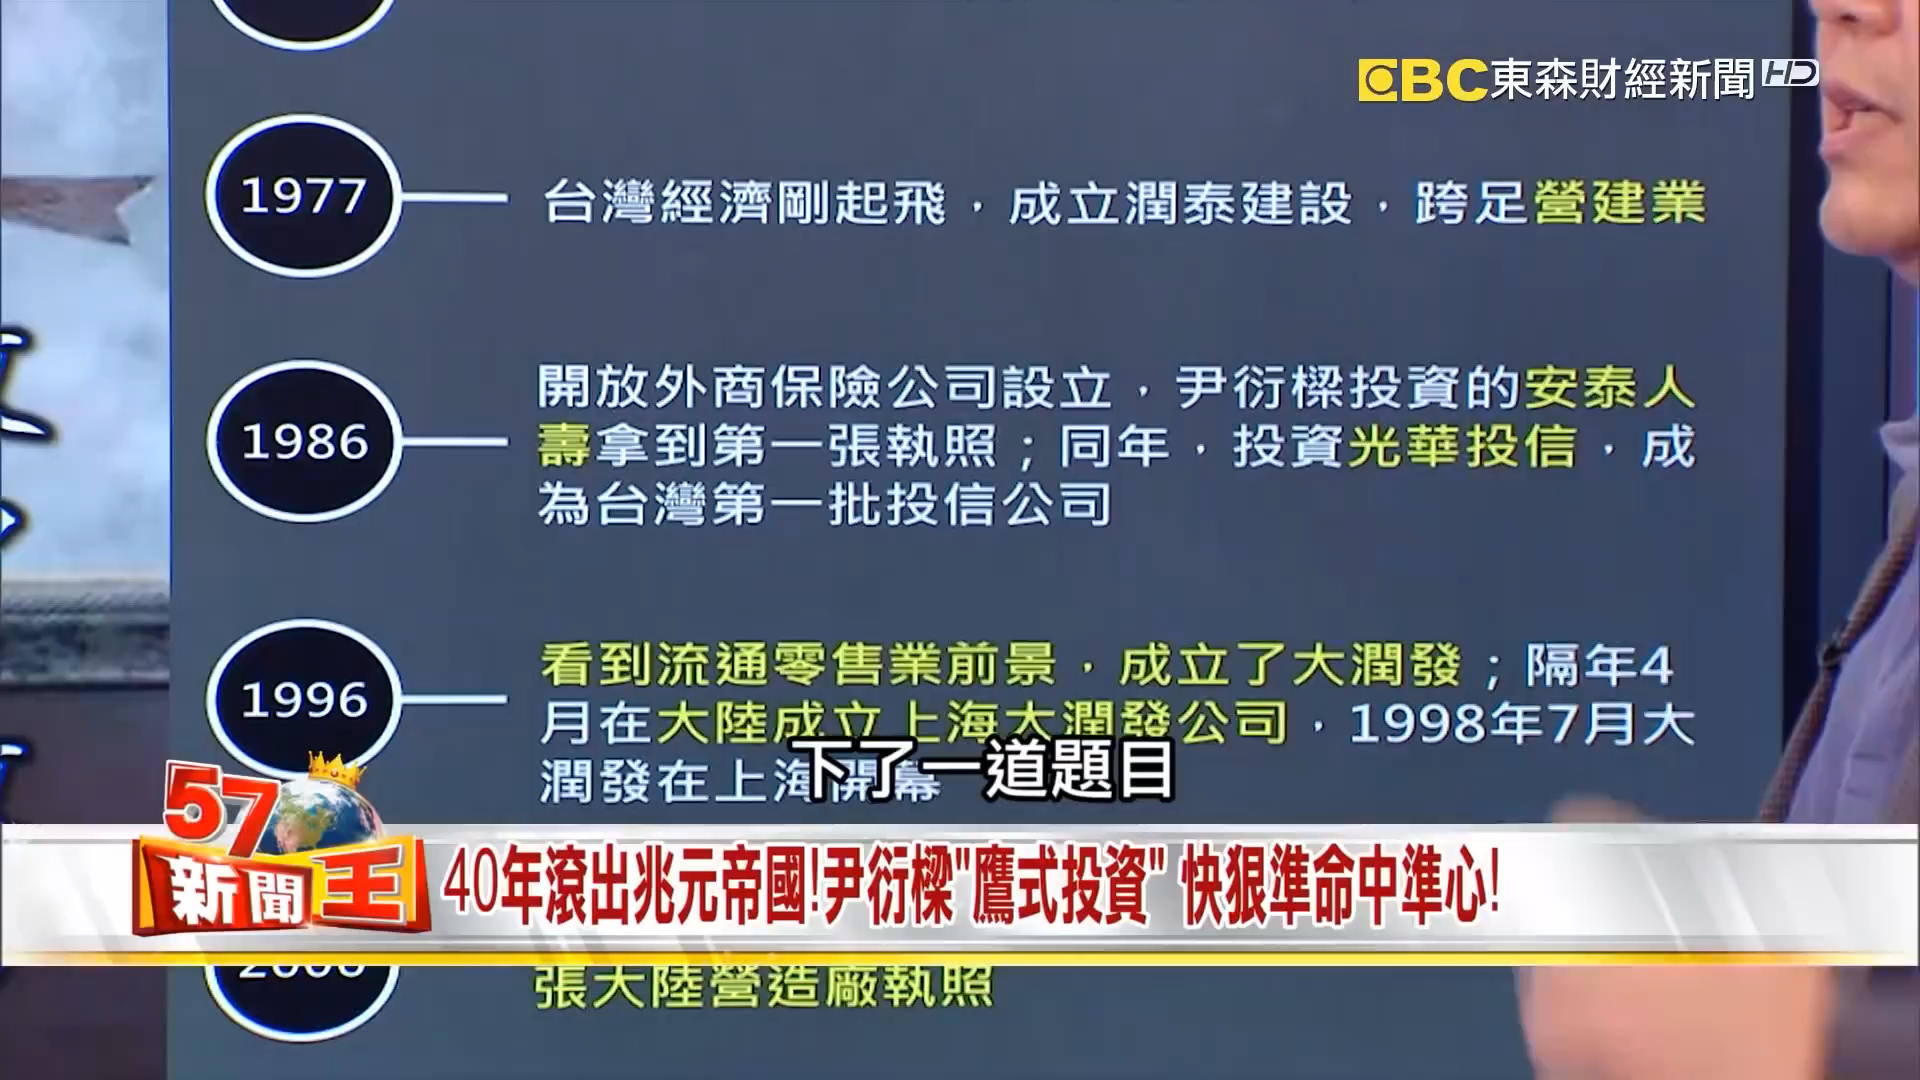 EBC東森財經新聞HD
1977
台灣經濟剛起飛，成立潤泰建設，跨足營建業
1986
開放外商保險公司設立，尹衍樑投資的安泰人
壽拿到第一張執照；同年，投資光華投信，成
為台灣第一批投信公司
1996
看到流通零售業前景，成立了大潤發；隔年4
月在大陸成立上海大潤發公司，1998年7月大
潤發在上海開幕
下了一道題目
57
新聞王
40年滾出兆元帝國!尹衍樑"鷹式投資" 快狠準命中準心!
張大陸營造廠執照